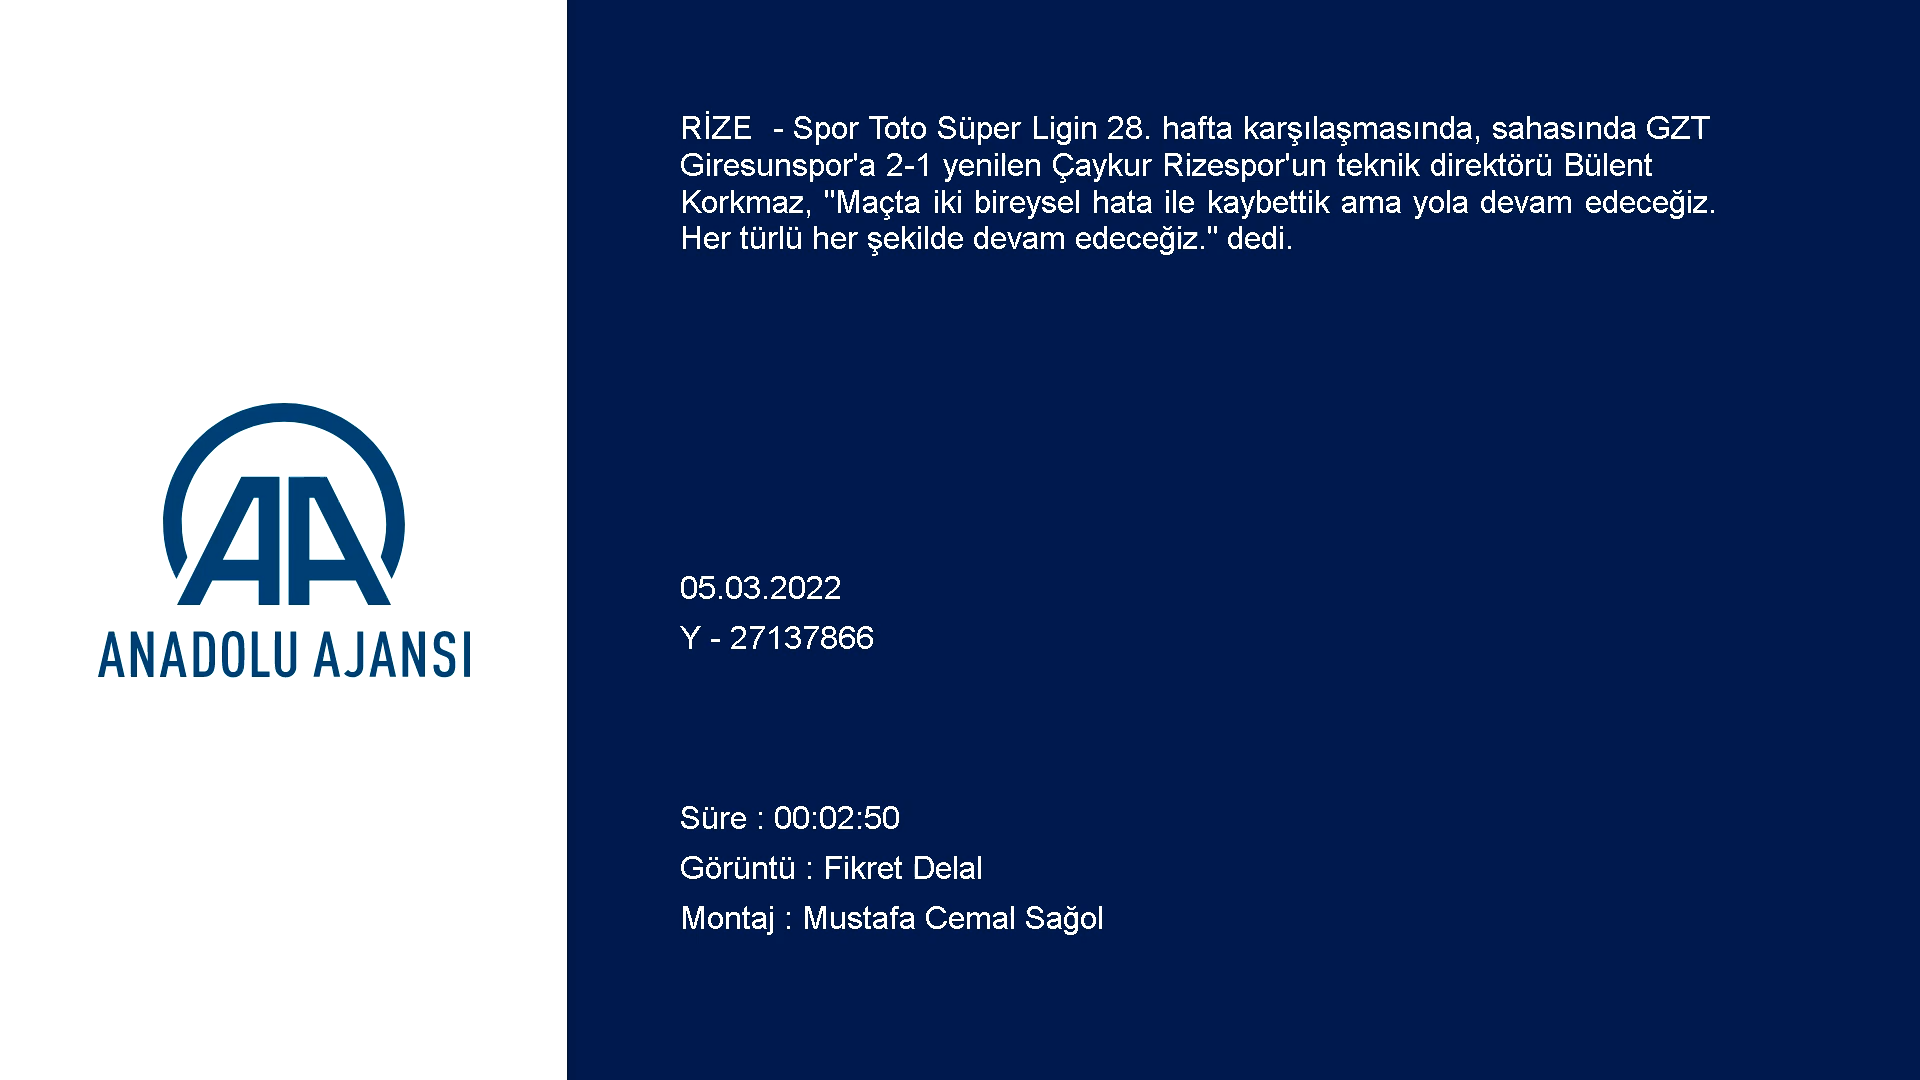 RİZE  - Spor Toto Süper Ligin 28. hafta karşılaşmasında, sahasında GZT
Giresunspor'a 2-1 yenilen Çaykur Rizespor'un teknik direktörü Bülent
Korkmaz, "Maçta iki bireysel hata ile kaybettik ama yola devam edeceğiz.
Her türlü her şekilde devam edeceğiz." dedi.
AA
ANADOLU AJANSI
05.03.2022
Y - 27137866
Süre : 00:02:50
Görüntü : Fikret Delal
Montaj : Mustafa Cemal Sağol